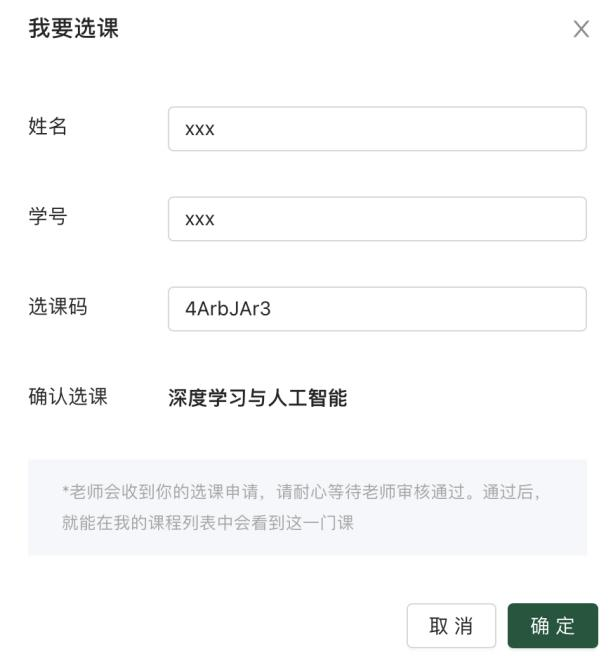 我要选课
姓名
xxx
学号
xxx
选课码
4ArbJAr3
确认选课
深度学习与人工智能
*老师会收到你的选课申请，请耐心等待老师审核通过。通过后，
就能在我的课程列表中会看到这一门课
取 消
确 定